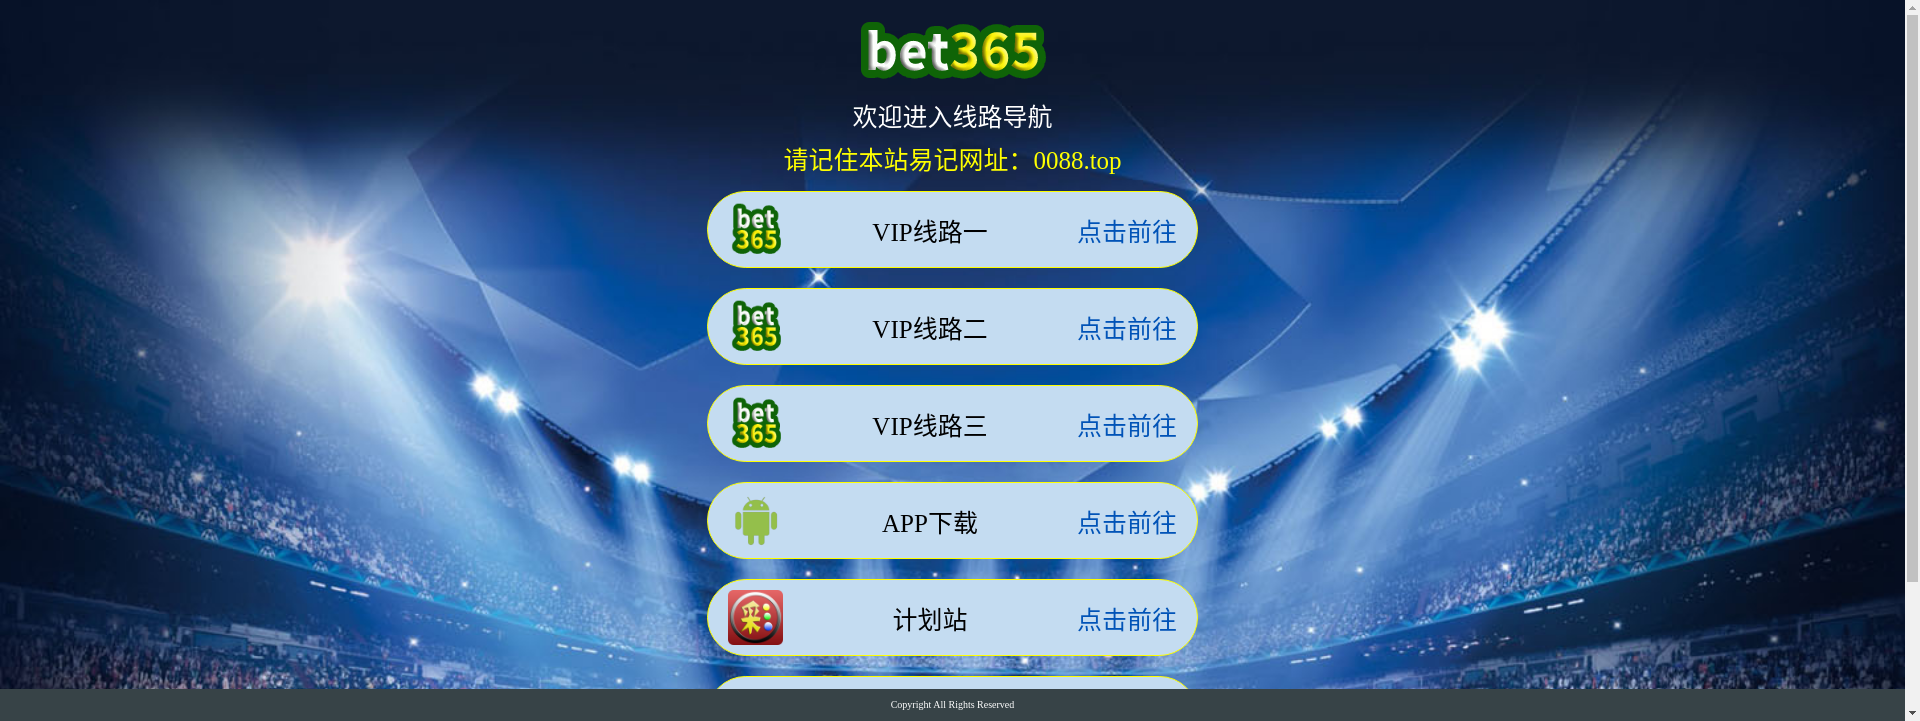 bet365
欢迎进入线路导航
请记住本站易记网址：0088.top
bet
365
VIP线路一
点击前往
bet
365
VIP线路二
点击前往
bet
365
VIP线路三
点击前往
APP下载
点击前往
彩
计划站
点击前往
Copyright All Rights Reserved